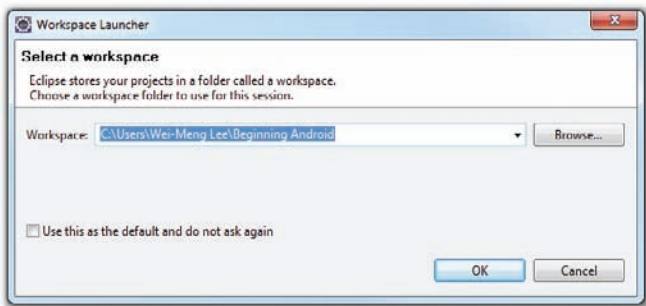 Workspace Launcher
Select a workspace
Eclipse stores your projects in a folder called a workspace.
Choose a workspace folder to use for this session.
Workspace: C:\Users\Wei-Meng Lee\Beginning Android Browse...
Use this as the default and do not ask again
OK Cancel